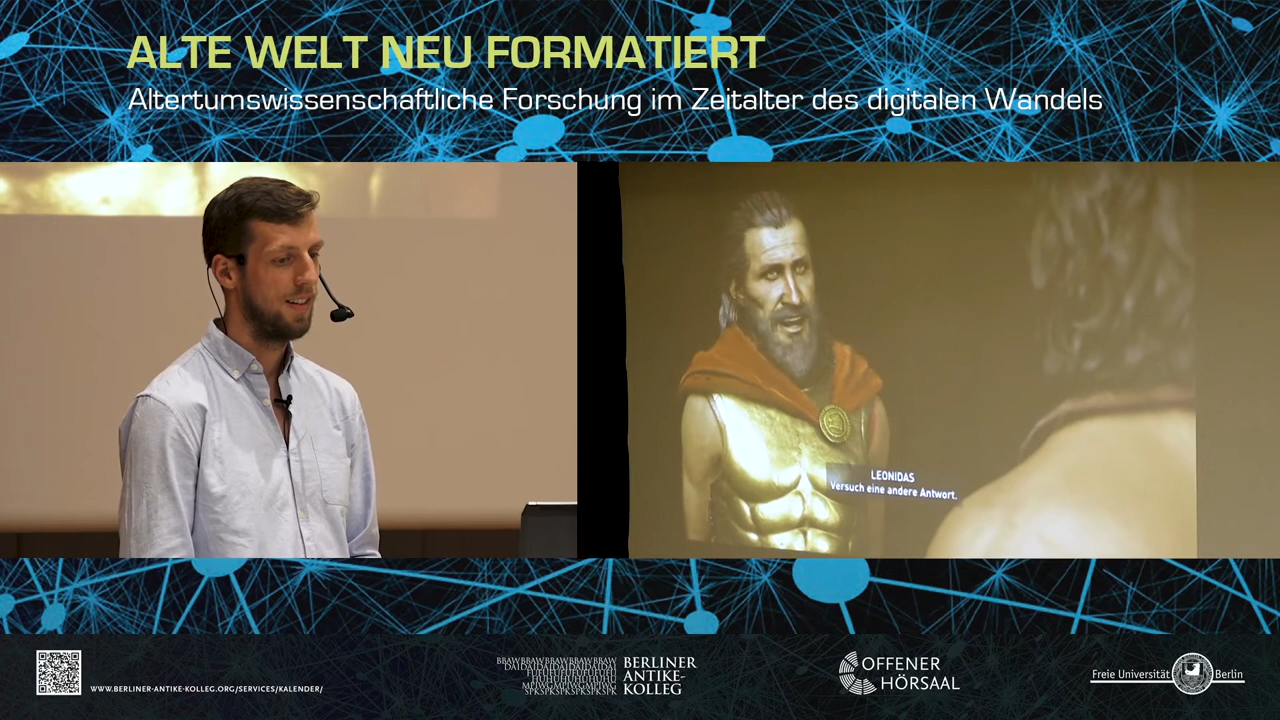 ALTE WELT NEU FORMATIERT
Altertumswissenschaftliche Forschung im Zeitalter des digitalen Wandels
LEONIDAS
Versuch eine andere Antwort.
WWW.BERLINER-ANTIKE-KOLLEG.ORG/SERVICES/KALENDER/
BERLINER
ANTIKE-
KOLLEG
OFFENER
HÖRSAAL
Freie Universität Berlin